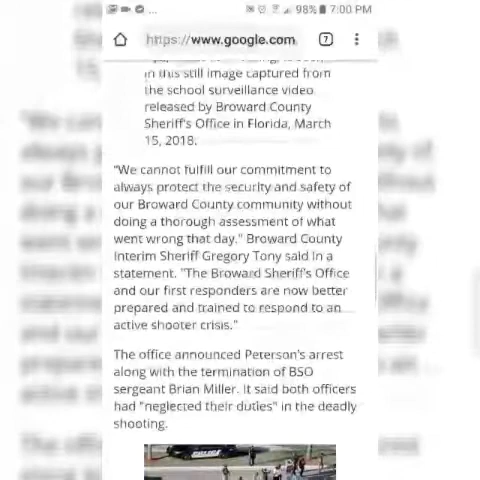 98% 7:00 PM
https://www.google.com
7
in this still image captured from
the school surveillance video
released by Broward County
Sheriff's Office in Florida, March
15, 2018.
"We cannot fulfill our commitment to
always protect the security and safety of
our Broward County community without
doing a thorough assessment of what
went wrong that day." Broward County
Interim Sheriff Gregory Tony said in a
statement. "The Broward Sheriff's Office
and our first responders are now better
prepared and trained to respond to an
active shooter crisis."
The office announced Peterson's arrest
along with the termination of BSO
sergeant Brian Miller. It said both officers
had "neglected their duties" in the deadly
shooting.